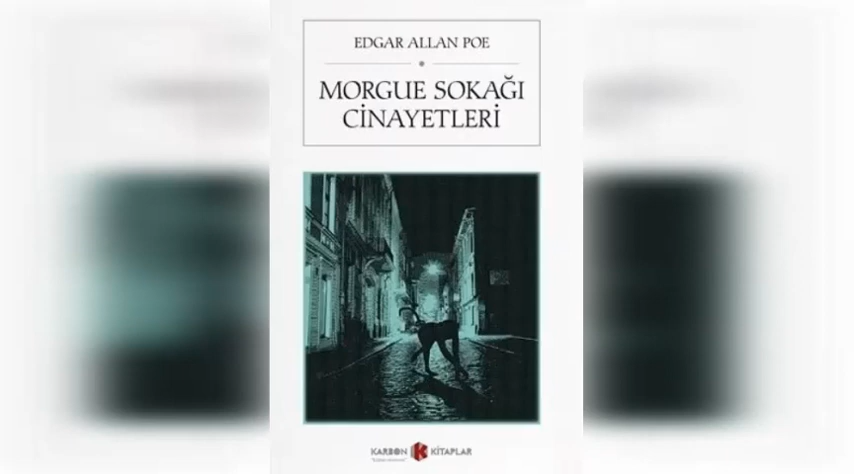 EDGAR ALLAN POE
MORGUE SOKAĞI
CİNAYETLERİ
KARBON K KİTAPLAR